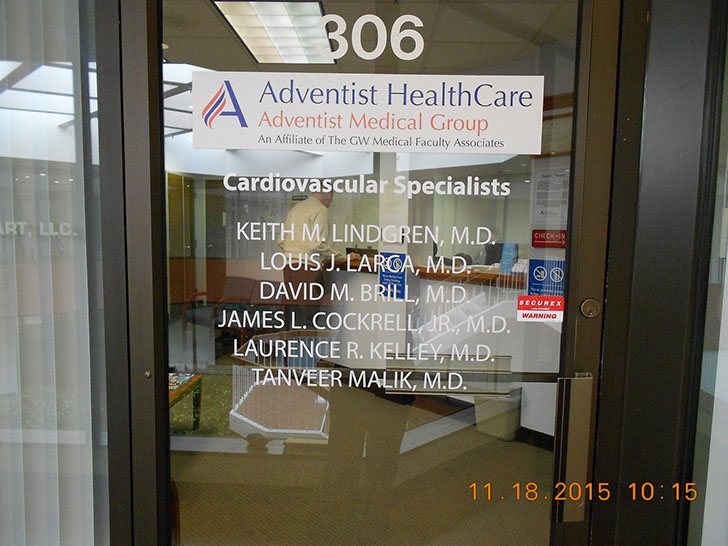 306
Adventist HealthCare
Adventist Medical Group
An Affiliate of The GW Medical Faculty Associates
Cardiovascular Specialists
KEITH M. LINDGREN, M.D.
ART, LLC.
LOUIS J. LARCA, M.D.
CHECK-IN
DAVID M. BRILL, M.D.
JAMES L. COCKRELL, JR., M.D.
SECUREX
WARNING
LAURENCE R. KELLEY, M.D.
TANVEER MALIK, M.D.
11.18.2015 10:15